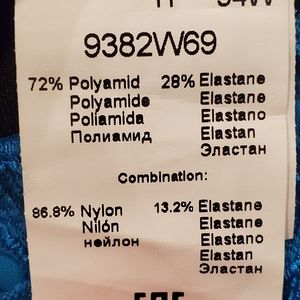 9382W69
72% Polyamid 28% Elastane
Polyamide Elastane
Poliamida Elastano
Полиамид Elastan
Эластан
Combination:
86.8% Nylon 13.2% Elastane
Nilón Elastane
нейлон Elastano
Elastan
Эластан